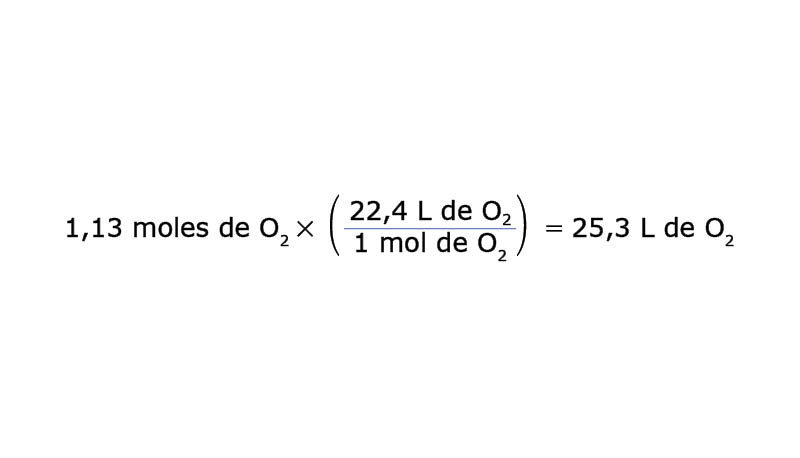 1,13 moles de O₂ × (22,4 L de O₂ / 1 mol de O₂) = 25,3 L de O₂